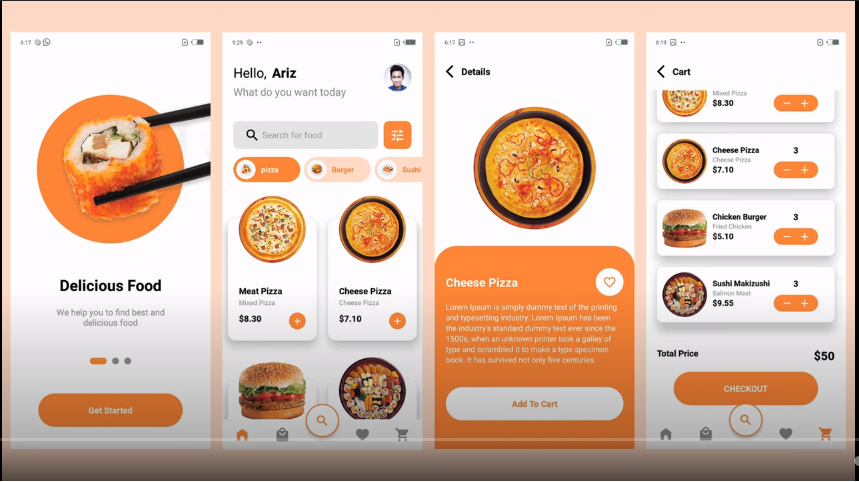 6:17
Delicious Food
We help you to find best and
delicious food
Get Started
9:29
Hello, Ariz
What do you want today
Search for food
pizza
Burger
Sushi
Meat Pizza
Mixed Pizza
$8.30
+
Cheese Pizza
Cheese Pizza
$7.10
+
6:17
Details
Cheese Pizza
Lorem Ipsum is simply dummy text of the printing
and typesetting industry. Lorem Ipsum has been
the industry's standard dummy text ever since the
1500s, when an unknown printer took a galley of
type and scrambled it to make a type specimen
book. It has survived not only five centuries.
Add To Cart
6:19
Cart
Mixed Pizza
$8.30
− +
Cheese Pizza 3
Cheese Pizza
$7.10
− +
Chicken Burger 3
Fried Chicken
$5.10
− +
Sushi Makizushi 3
Salmon Meat
$9.55
− +
Total Price $50
CHECKOUT